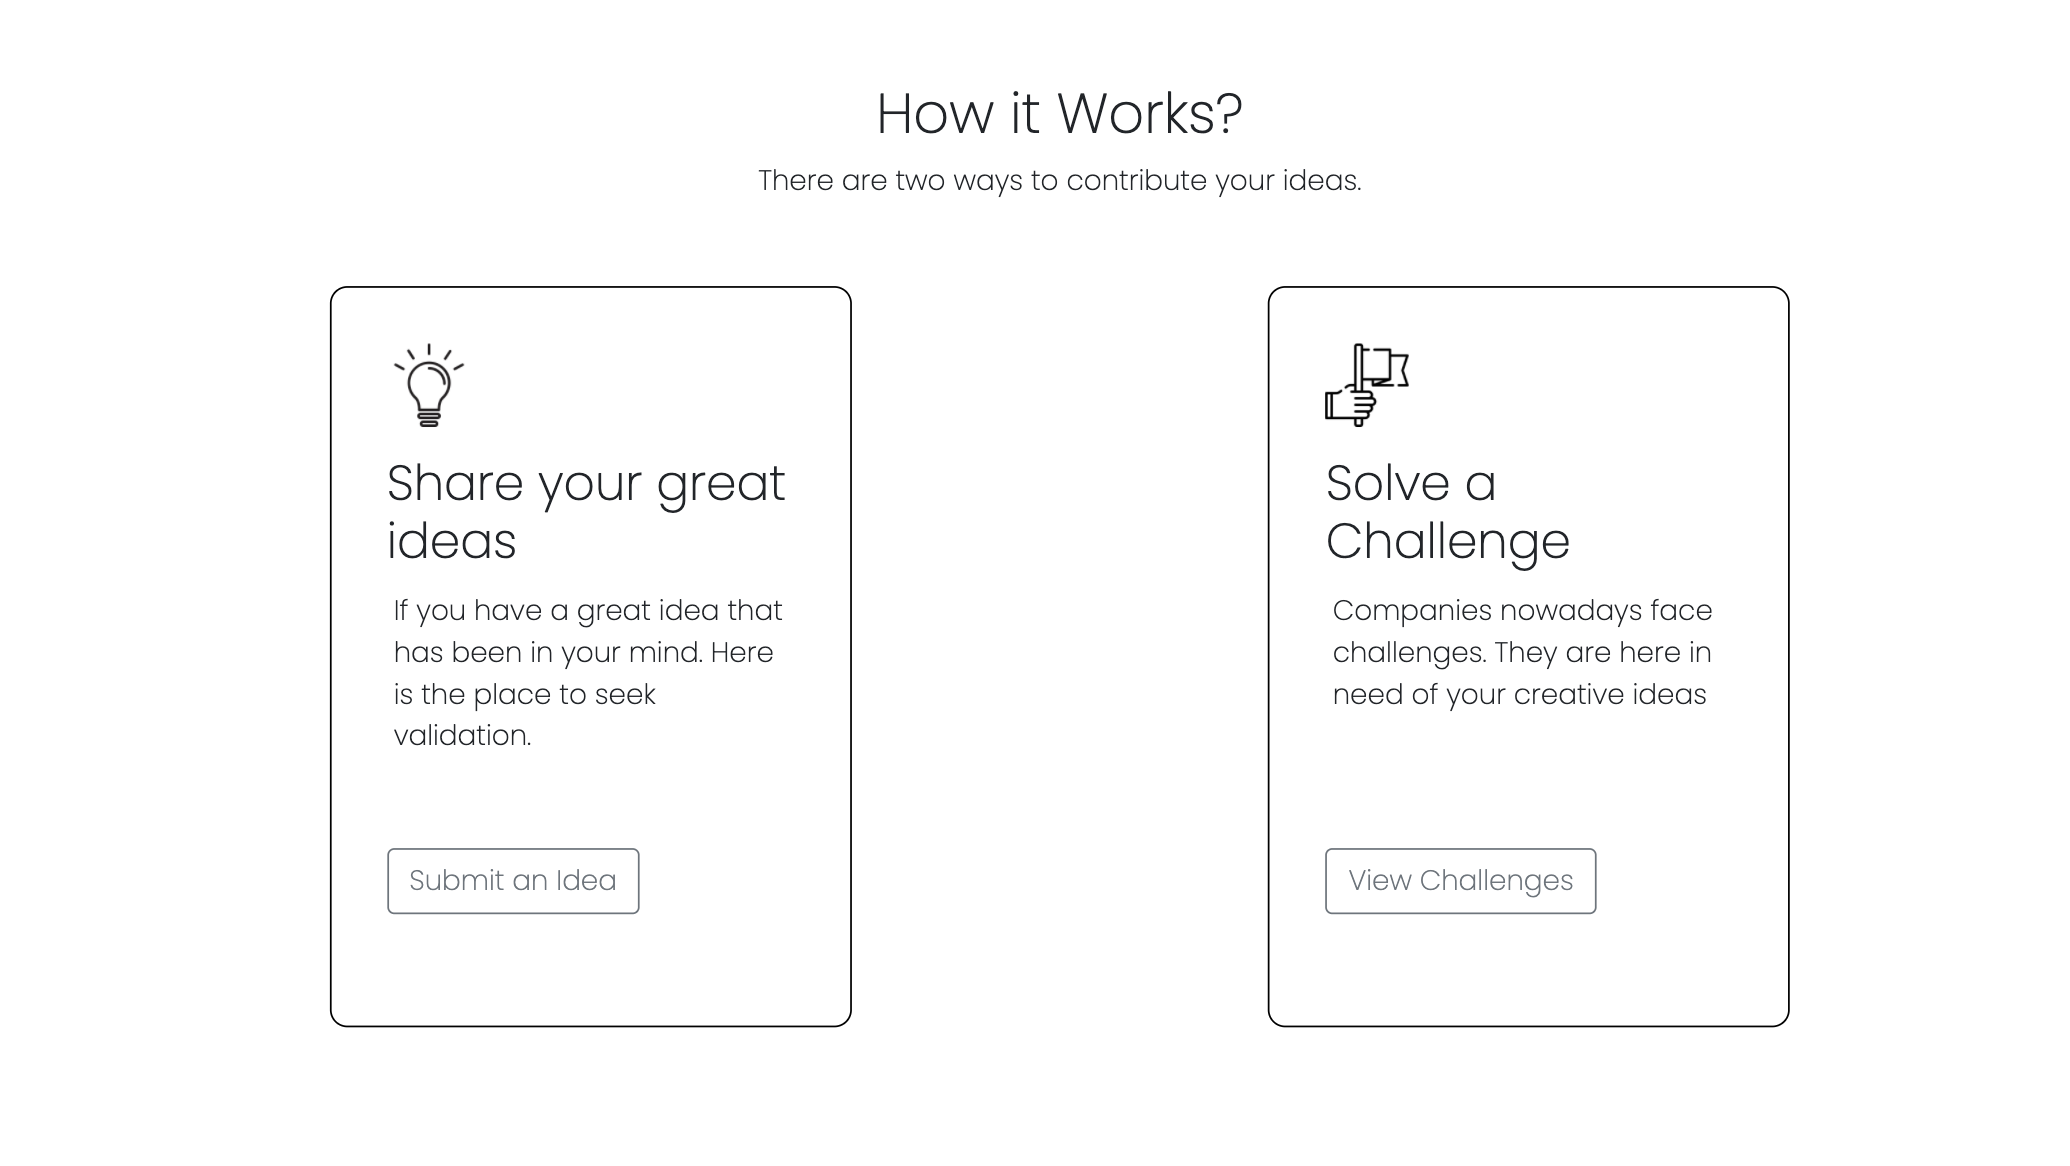 How it Works?
There are two ways to contribute your ideas.
Share your great
ideas
If you have a great idea that
has been in your mind. Here
is the place to seek
validation.
Submit an Idea
Solve a
Challenge
Companies nowadays face
challenges. They are here in
need of your creative ideas
View Challenges